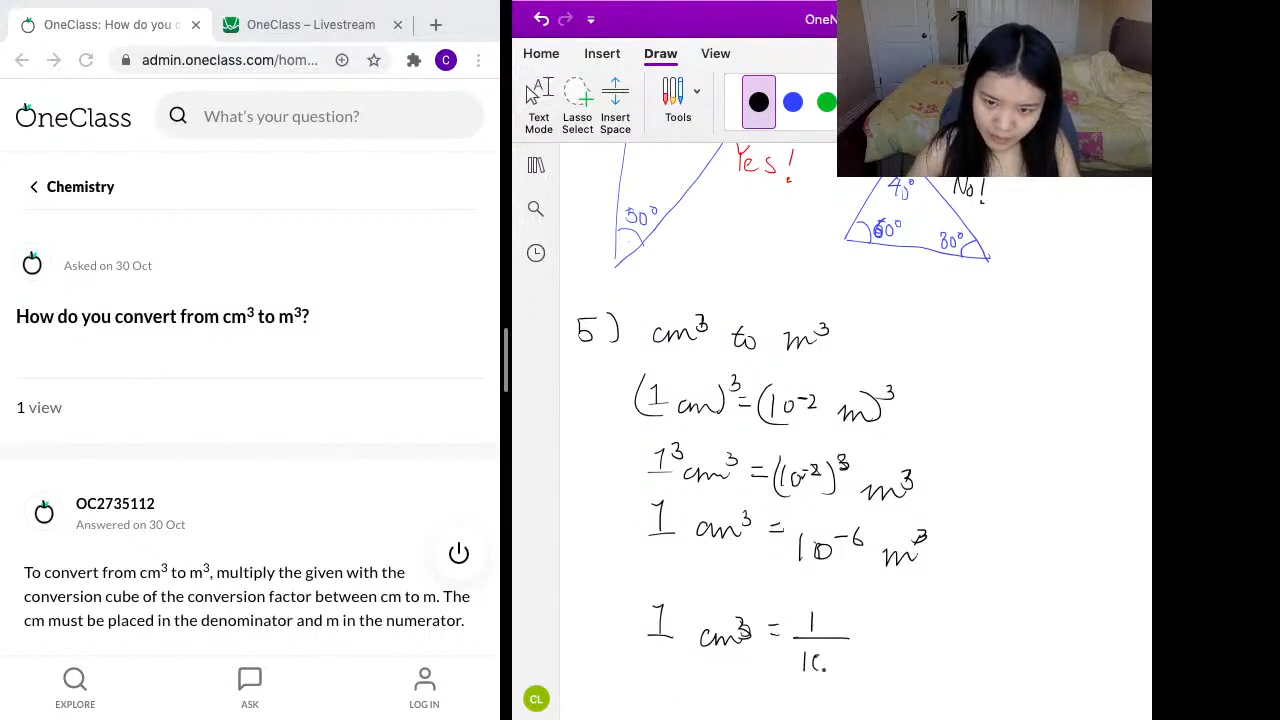 OneClass: How do you c
OneClass – Livestream
admin.oneclass.com/hom...
C
OneClass
What's your question?
Chemistry
Asked on 30 Oct
How do you convert from cm³ to m³?
1 view
OC2735112
Answered on 30 Oct
To convert from cm³ to m³, multiply the given with the
conversion cube of the conversion factor between cm to m. The
cm must be placed in the denominator and m in the numerator.
EXPLORE
ASK
LOG IN
OneN
Home Insert Draw View
Text Mode
Lasso Select
Insert Space
Tools
Yes!
50°
40°
No!
60°
80°
5) cm³ to m³
(1 cm)³ = (10⁻² m)³
1³ cm³ = (10⁻²)³ m³
1 cm³ = 10⁻⁶ m³
1 cm³ = 1
CL